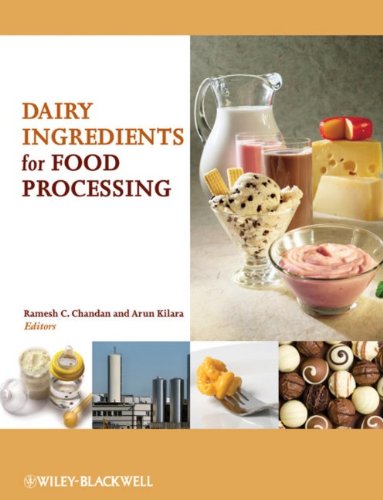 DAIRY
INGREDIENTS
for FOOD
PROCESSING
Ramesh C. Chandan and Arun Kilara
Editors
WILEY-BLACKWELL